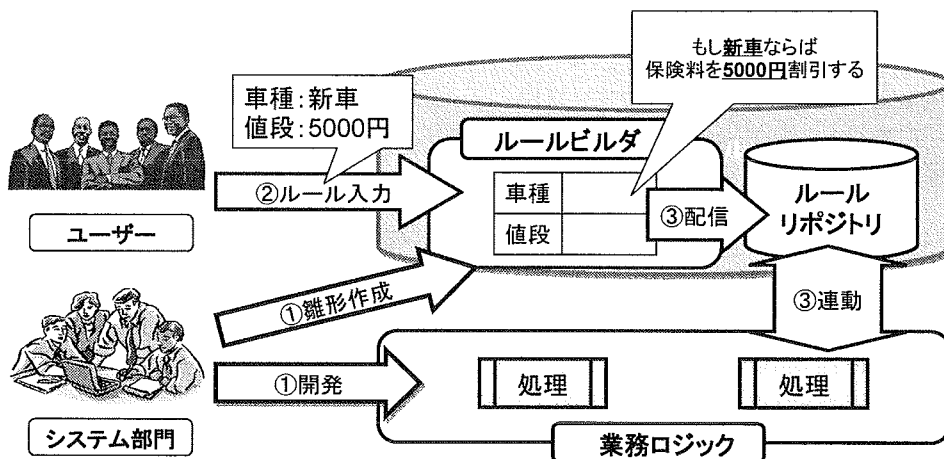 もし新車ならば
保険料を5000円割引する
車種：新車
値段：5000円
ルールビルダ
車種
値段
②ルール入力
③配信
ルール
リポジトリ
ユーザー
①雛形作成
③連動
①開発
処理
処理
システム部門
業務ロジック